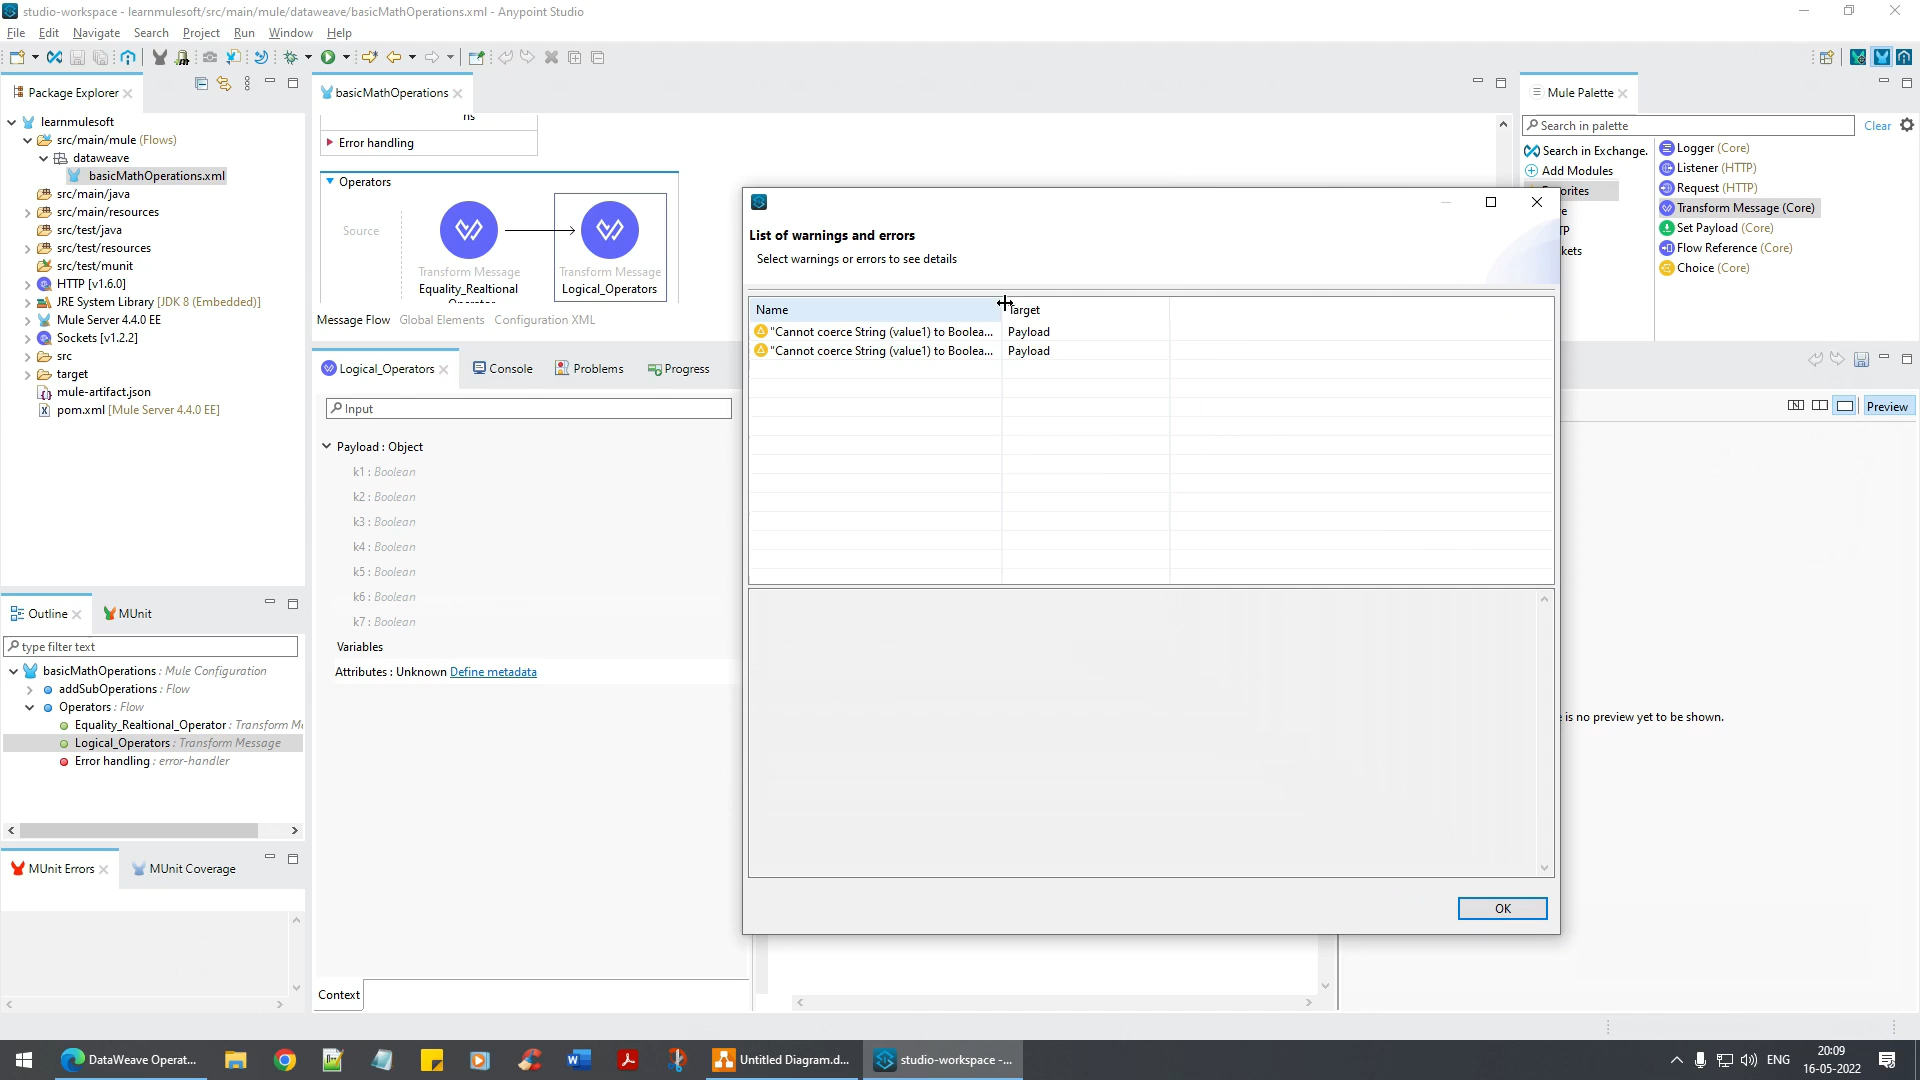 studio-workspace - learnmulesoft/src/main/mule/dataweave/basicMathOperations.xml - Anypoint Studio
File Edit Navigate Search Project Run Window Help
Package Explorer
learnmulesoft
src/main/mule (Flows)
dataweave
basicMathOperations.xml
src/main/java
src/main/resources
src/test/java
src/test/resources
src/test/munit
HTTP [v1.6.0]
JRE System Library [JDK 8 (Embedded)]
Mule Server 4.4.0 EE
Sockets [v1.2.2]
src
target
mule-artifact.json
pom.xml [Mule Server 4.4.0 EE]
Outline MUnit
type filter text
basicMathOperations : Mule Configuration
addSubOperations : Flow
Operators : Flow
Equality_Realtional_Operator : Transform Me
Logical_Operators : Transform Message
Error handling : error-handler
MUnit Errors MUnit Coverage
basicMathOperations
ns
Error handling
Operators
Source
Transform Message
Equality_Realtional
Transform Message
Logical_Operators
Message Flow Global Elements Configuration XML
Logical_Operators Console Problems Progress
Input
Payload : Object
k1 : Boolean
k2 : Boolean
k3 : Boolean
k4 : Boolean
k5 : Boolean
k6 : Boolean
k7 : Boolean
Variables
Attributes : Unknown Define metadata
Context
List of warnings and errors
Select warnings or errors to see details
Name Target
"Cannot coerce String (value1) to Boolea... Payload
"Cannot coerce String (value1) to Boolea... Payload
OK
Mule Palette
Search in palette Clear
Search in Exchange.
Add Modules
orites
Logger (Core)
Listener (HTTP)
Request (HTTP)
Transform Message (Core)
Set Payload (Core)
Flow Reference (Core)
Choice (Core)
Preview
is no preview yet to be shown.
DataWeave Operat... Untitled Diagram.d... studio-workspace -...
ENG
20:09
16-05-2022